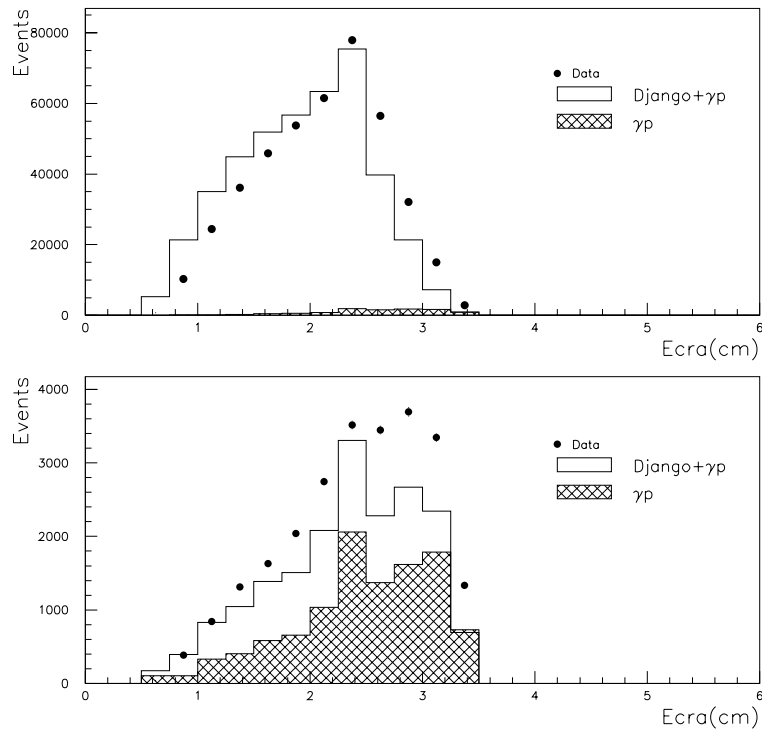 Events
80000
60000
40000
20000
0
Data
Django+γp
γp
0 1 2 3 4 5 6
Ecra(cm)
Events
4000
3000
2000
1000
0
Data
Django+γp
γp
0 1 2 3 4 5 6
Ecra(cm)